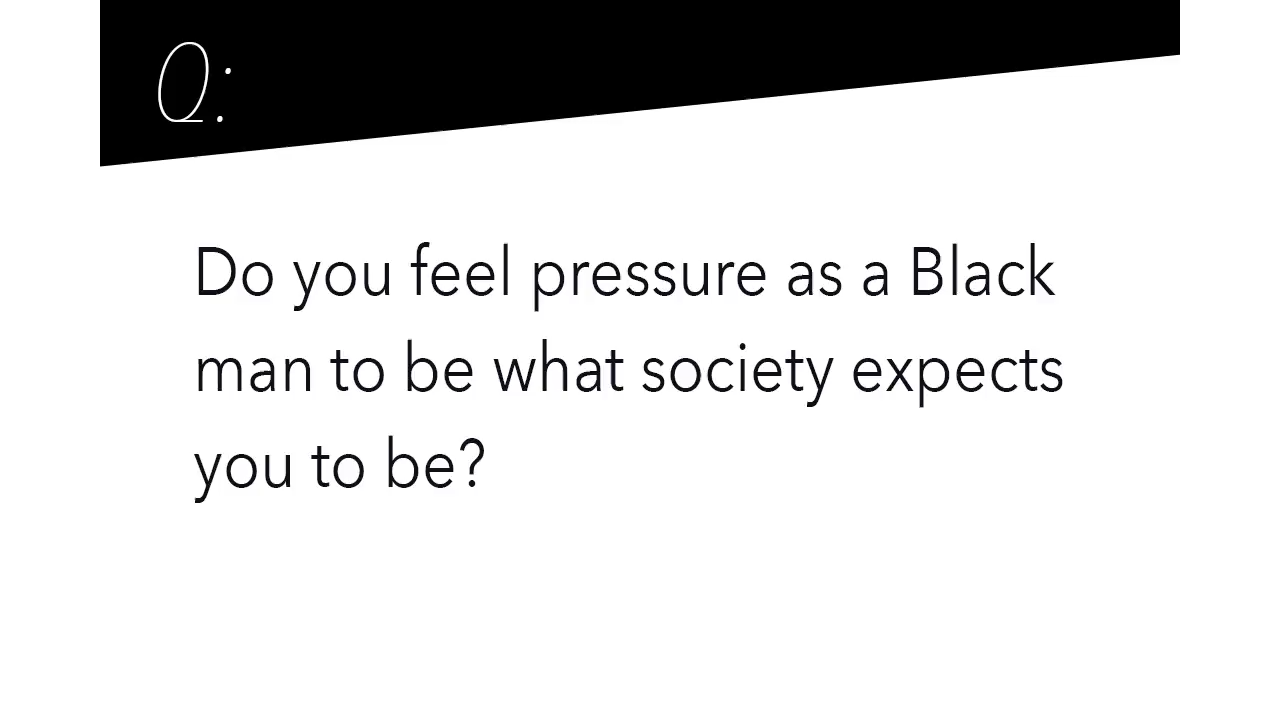 Q:
Do you feel pressure as a Black
man to be what society expects
you to be?